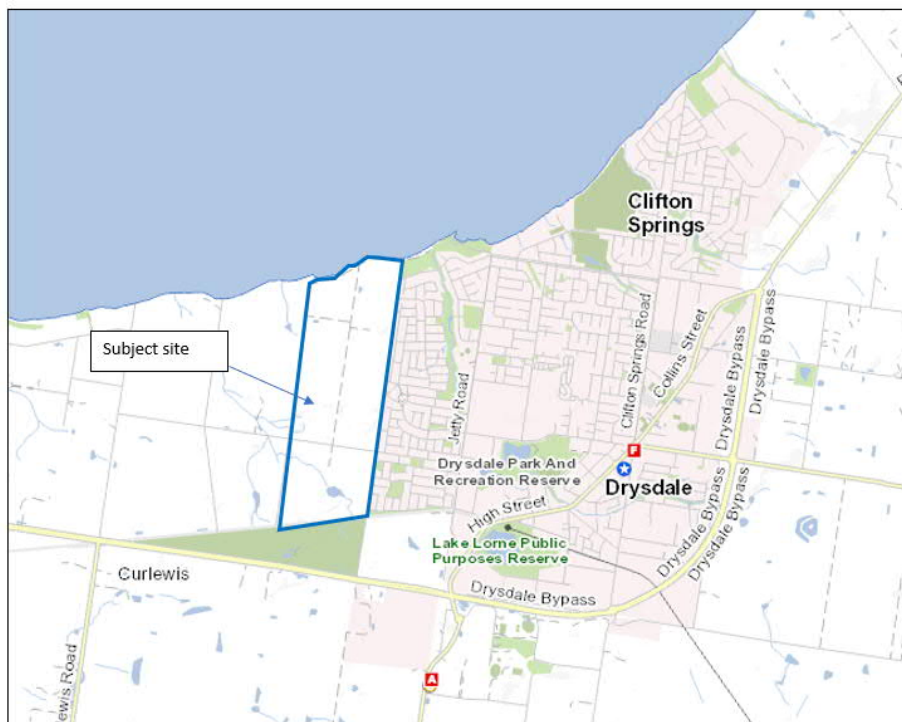 Clifton
Springs
Subject site
Jetty Road
Clifton Springs Road
Collins Street
Drysdale Bypass
Drysdale Bypass
F
Drysdale Park And
Recreation Reserve
Drysdale
High Street
Drysdale Bypass
Drysdale Bypass
Lake Lorne Public
Purposes Reserve
Curlewis
Drysdale Bypass
ewis Road
A